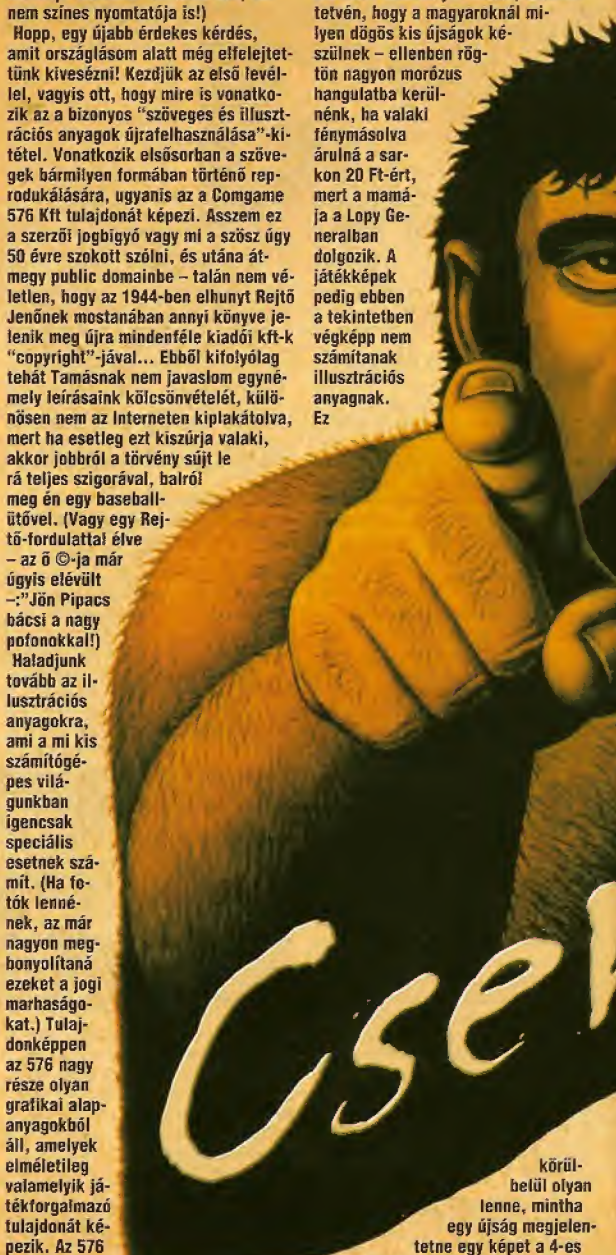 nem színes nyomtatója is!)
Hopp, egy újabb érdekes kérdés,
amit országlásom alatt még elfelejtet-
tünk kivesézni! Kezdjük az első levél-
lel, vagyis ott, hogy mire is vonatko-
zik az a bizonyos "szöveges és illuszt-
rációs anyagok újrafelhasználása"-ki-
tétel. Vonatkozik elsősorban a szöve-
gek bármilyen formában történő rep-
rodukálására, ugyanis az a Comgame
576 Kft tulajdonát képezi. Asszem ez
a szerzői jogbigyó vagy mi a szösz úgy
50 évre szokott szólni, és utána át-
megy public domainbe – talán nem vé-
letlen, hogy az 1944-ben elhunyt Rejtő
Jenőnek mostanában annyi könyve je-
lenik meg újra mindenféle kiadói kft-k
"copyright"-jával... Ebből kifolyólag
tehát Tamásnak nem javaslom egyné-
mely leírásaink kölcsönvételét, külö-
nösen nem az Interneten kiplakátolva,
mert ha esetleg ezt kiszúrja valaki,
akkor jobbról a törvény sújt le
rá teljes szigorával, balról
meg én egy baseball-
ütővel. (Vagy egy Rej-
tő-fordulattal élve
– az ő ©-ja már
úgyis elévült
–:"Jön Pipacs
bácsi a nagy
pofonokkal!)
Haladjunk
tovább az il-
lusztrációs
anyagokra,
ami a mi kis
számítógé-
pes vilá-
gunkban
igencsak
speciális
esetnek szá-
mít. (Ha fo-
tók lenné-
nek, az már
nagyon meg-
bonyolítaná
ezeket a jogi
marhaságo-
kat.) Tulaj-
donképpen
az 576 nagy
része olyan
grafikai alap-
anyagokból
áll, amelyek
elméletileg
valamelyik já-
tékforgalmazó
tulajdonát ké-
pezik. Az 576
tetvén, hogy a magyaroknál mi-
lyen dögös kis újságok ké-
szülnek – ellenben rög-
tön nagyon morózus
hangulatba kerül-
nénk, ha valaki
fénymásolva
árulná a sar-
kon 20 Ft-ért,
mert a mamá-
ja a Lopy Ge-
neralban
dolgozik. A
játékképek
pedig ebben
a tekintetben
végképp nem
számítanak
illusztrációs
anyagnak.
Ez
körül-
belül olyan
lenne, mintha
egy újság megjelen-
tetne egy képet a 4-es
Cse